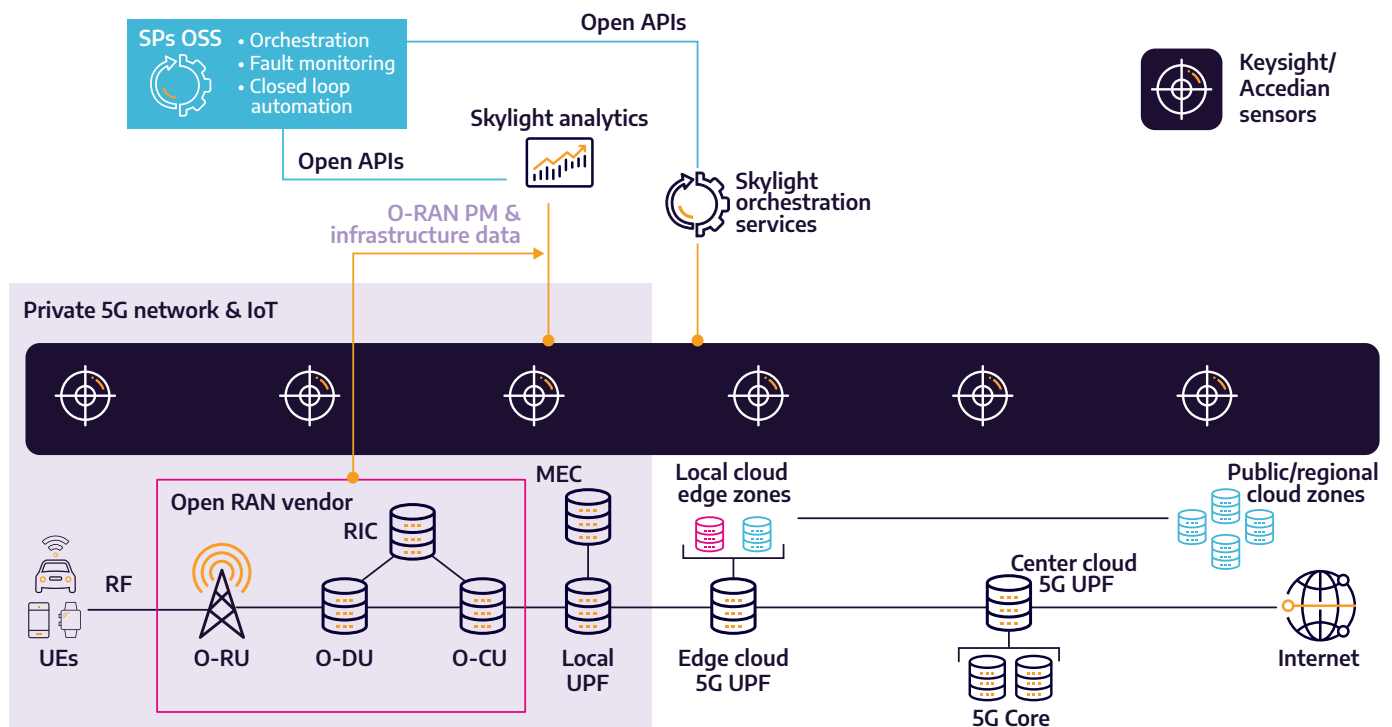 Open APIs
SPs OSS
• Orchestration
• Fault monitoring
• Closed loop
automation
Keysight/
Accedian
sensors
Skylight analytics
Open APIs
Skylight
orchestration
services
O-RAN PM &
infrastructure data
Private 5G network & IoT
MEC
Local cloud
edge zones
Public/regional
cloud zones
Open RAN vendor
RIC
Center cloud
5G UPF
RF
UEs
O-RU
O-DU
O-CU
Local
UPF
Edge cloud
5G UPF
Internet
5G Core